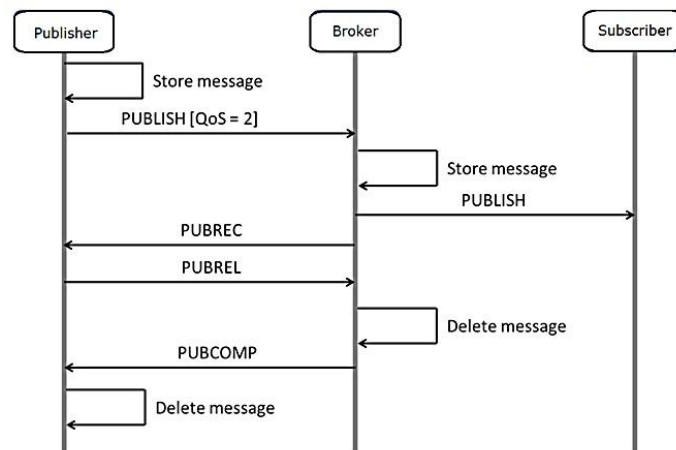 Publisher
Broker
Subscriber
Store message
PUBLISH [QoS = 2]
Store message
PUBLISH
PUBREC
PUBREL
Delete message
PUBCOMP
Delete message